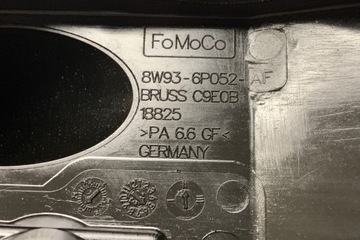 FoMoCo
8W93-6P052-AF
BRUSS C9E0B
18825
>PA 6.6 GF<
GERMANY